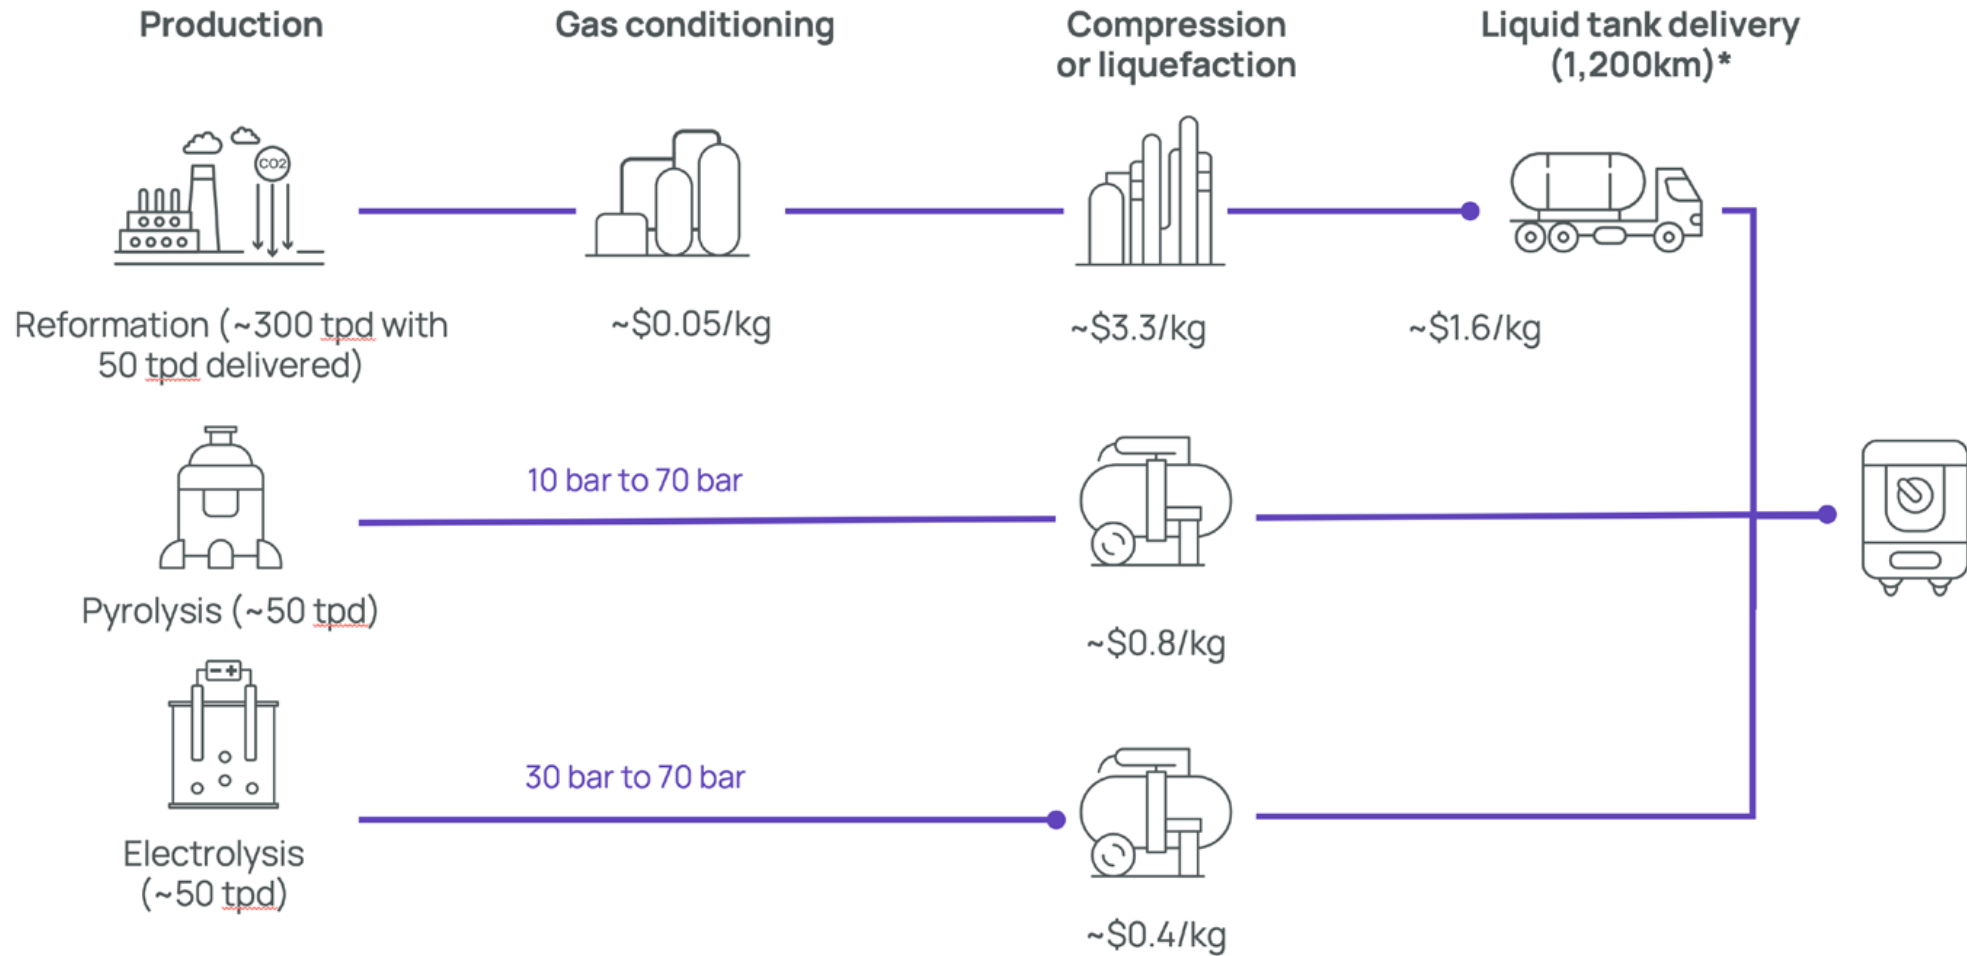 Production
Gas conditioning
Compression
or liquefaction
Liquid tank delivery
(1,200km)*
CO2
Reformation (~300 tpd with
50 tpd delivered)
~$0.05/kg
~$3.3/kg
~$1.6/kg
10 bar to 70 bar
Pyrolysis (~50 tpd)
~$0.8/kg
- +
30 bar to 70 bar
Electrolysis
(~50 tpd)
~$0.4/kg